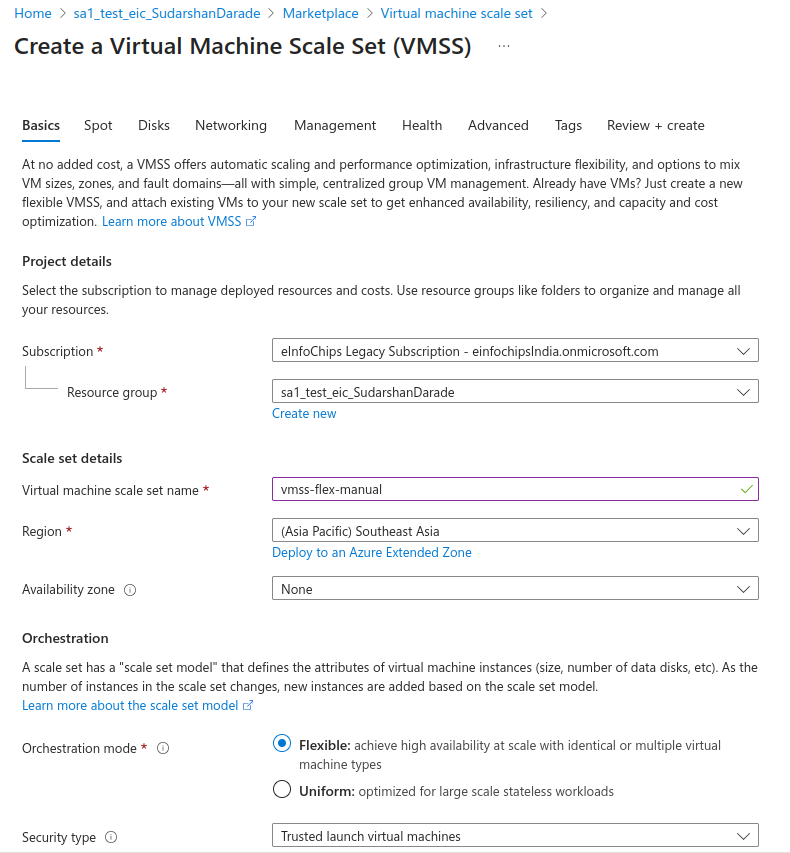 Home > sa1_test_eic_SudarshanDarade > Marketplace > Virtual machine scale set >
Create a Virtual Machine Scale Set (VMSS) ...
Basics Spot Disks Networking Management Health Advanced Tags Review + create
At no added cost, a VMSS offers automatic scaling and performance optimization, infrastructure flexibility, and options to mix
VM sizes, zones, and fault domains—all with simple, centralized group VM management. Already have VMs? Just create a new
flexible VMSS, and attach existing VMs to your new scale set to get enhanced availability, resiliency, and capacity and cost
optimization. Learn more about VMSS
Project details
Select the subscription to manage deployed resources and costs. Use resource groups like folders to organize and manage all
your resources.
Subscription *
eInfoChips Legacy Subscription - einfochipsIndia.onmicrosoft.com
Resource group *
sa1_test_eic_SudarshanDarade
Create new
Scale set details
Virtual machine scale set name *
vmss-flex-manual
Region *
(Asia Pacific) Southeast Asia
Deploy to an Azure Extended Zone
Availability zone
None
Orchestration
A scale set has a "scale set model" that defines the attributes of virtual machine instances (size, number of data disks, etc). As the
number of instances in the scale set changes, new instances are added based on the scale set model.
Learn more about the scale set model
Orchestration mode *
Flexible: achieve high availability at scale with identical or multiple virtual
machine types
Uniform: optimized for large scale stateless workloads
Security type
Trusted launch virtual machines